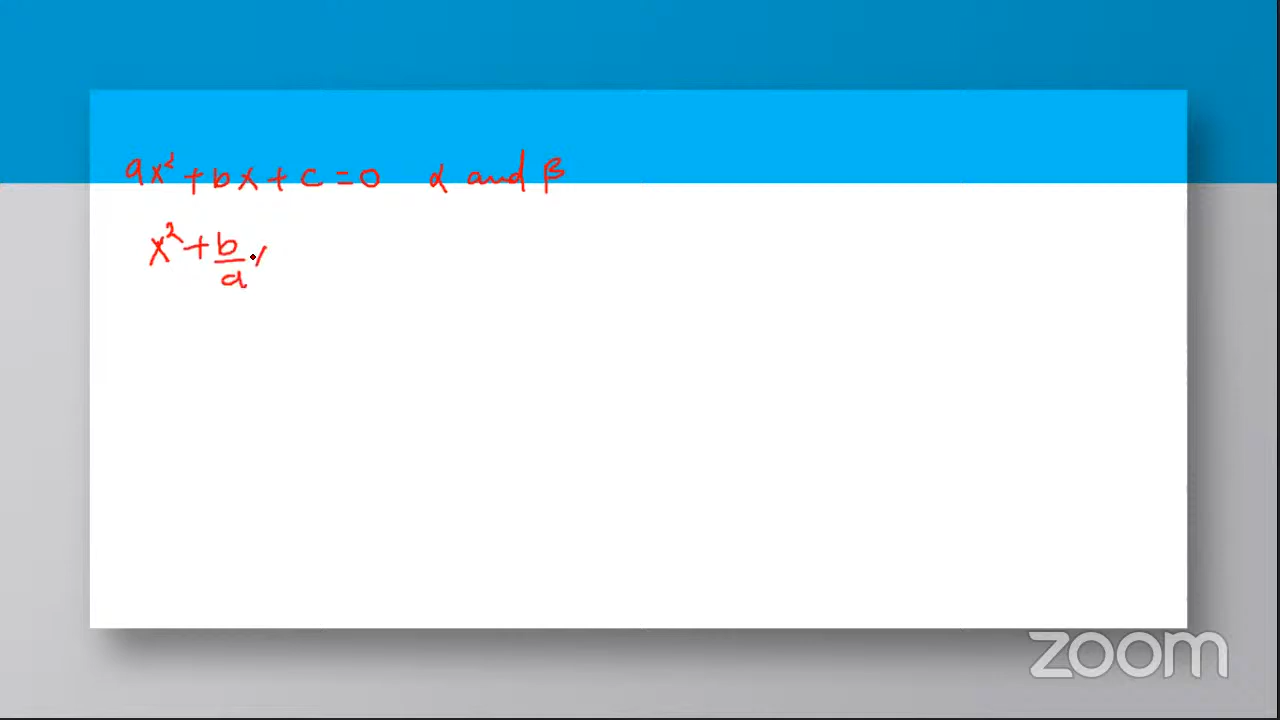 ax² + bx + c = 0 α and β
x² + b/a
zoom